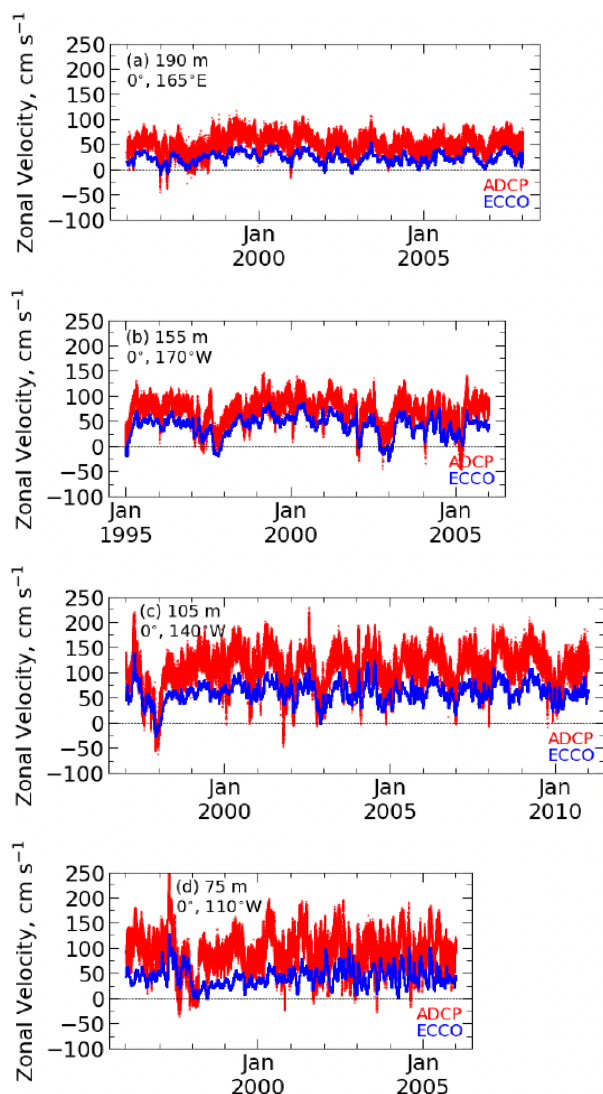 250
200
150
100
50
0
−50
−100
Zonal Velocity, cm s⁻¹
(a) 190 m
0°, 165°E
ADCP
ECCO
Jan
2000
Jan
2005
250
200
150
100
50
0
−50
−100
Zonal Velocity, cm s⁻¹
(b) 155 m
0°, 170°W
ADCP
ECCO
Jan
1995
Jan
2000
Jan
2005
250
200
150
100
50
0
−50
−100
Zonal Velocity, cm s⁻¹
(c) 105 m
0°, 140°W
ADCP
ECCO
Jan
2000
Jan
2005
Jan
2010
250
200
150
100
50
0
−50
−100
Zonal Velocity, cm s⁻¹
(d) 75 m
0°, 110°W
ADCP
ECCO
Jan
2000
Jan
2005